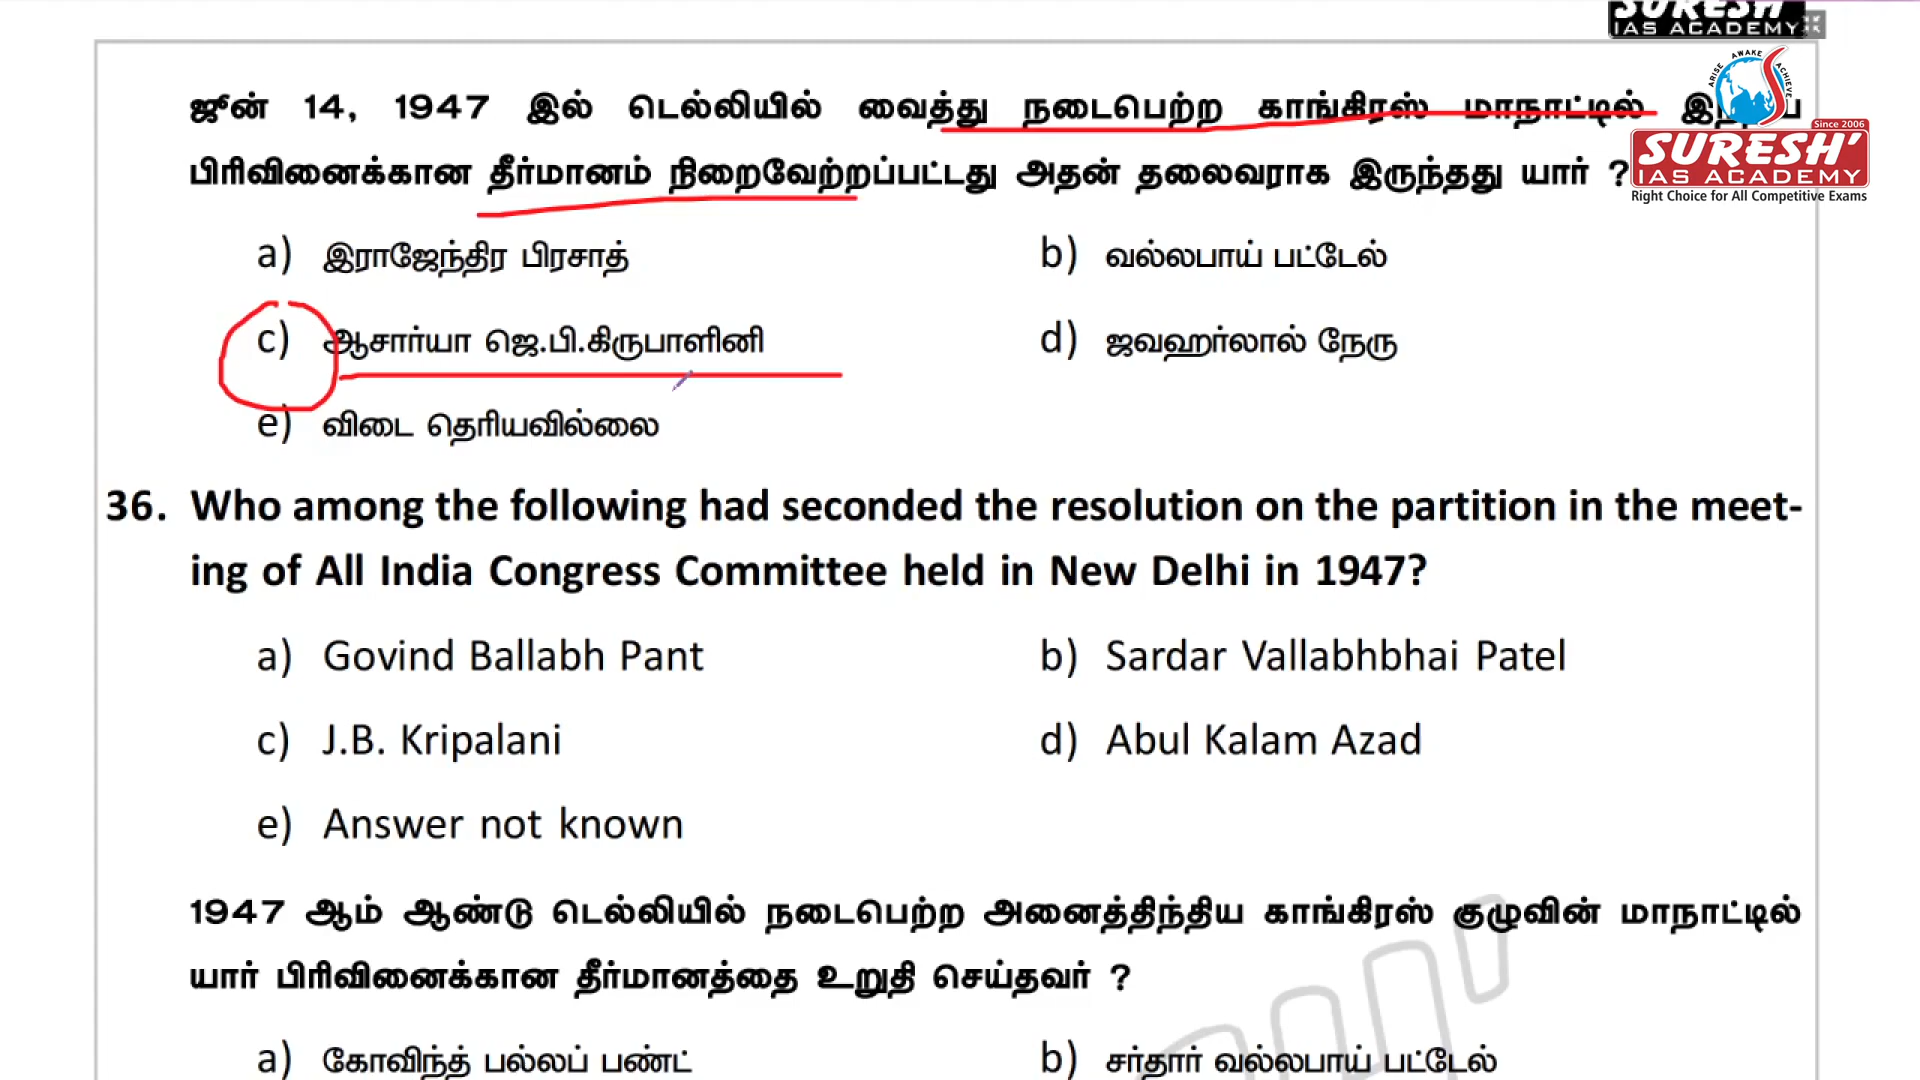 SURESH'
IAS ACADEMY
ARISE AWAKE ACHIEVE
Since 2006
SURESH'
IAS ACADEMY
Right Choice for All Competitive Exams
ஜூன் 14, 1947 இல் டெல்லியில் வைத்து நடைபெற்ற காங்கிரஸ் மாநாட்டில்
பிரிவினைக்கான தீர்மானம் நிறைவேற்றப்பட்டது அதன் தலைவராக இருந்தது யார் ?
a) இராஜேந்திர பிரசாத்
b) வல்லபாய் பட்டேல்
c) ஆசார்யா ஜெ.பி.கிருபாளினி
d) ஜவஹர்லால் நேரு
e) விடை தெரியவில்லை
36. Who among the following had seconded the resolution on the partition in the meet-
ing of All India Congress Committee held in New Delhi in 1947?
a) Govind Ballabh Pant
b) Sardar Vallabhbhai Patel
c) J.B. Kripalani
d) Abul Kalam Azad
e) Answer not known
1947 ஆம் ஆண்டு டெல்லியில் நடைபெற்ற அனைத்திந்திய காங்கிரஸ் குழுவின் மாநாட்டில்
யார் பிரிவினைக்கான தீர்மானத்தை உறுதி செய்தவர் ?
a) கோவிந்த் பல்லப் பண்ட்
b) சர்தார் வல்லபாய் பட்டேல்